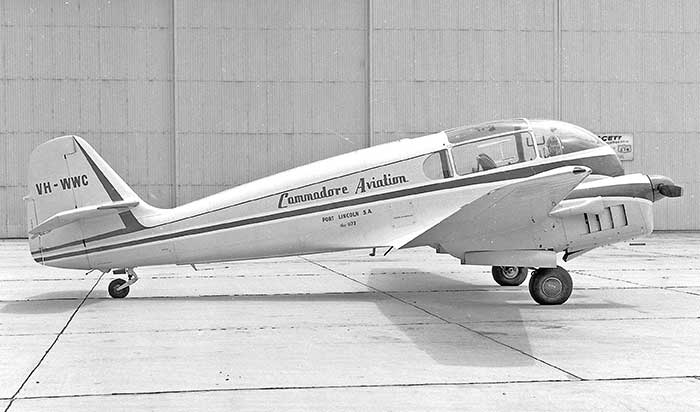 VH-WWC
Commodore Aviation
PORT LINCOLN S.A.